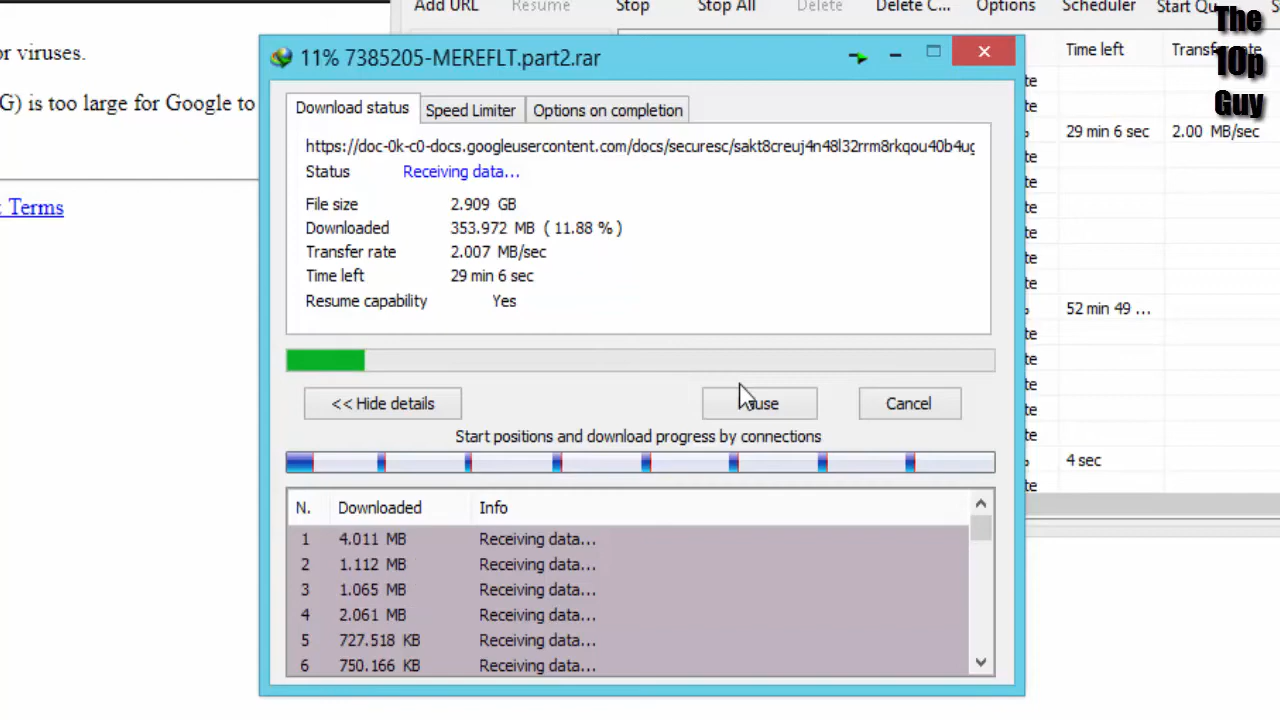 Add URL Resume Stop Stop All Delete Delete C... Options Scheduler Start Qu
The
10p
Guy
or viruses.
G) is too large for Google to
Terms
11% 7385205-MEREFLT.part2.rar
Download status Speed Limiter Options on completion
https://doc-0k-c0-docs.googleusercontent.com/docs/securesc/sakt8creuj4n48l32rrm8rkqou40b4ug
Status Receiving data...
File size 2.909 GB
Downloaded 353.972 MB ( 11.88 % )
Transfer rate 2.007 MB/sec
Time left 29 min 6 sec
Resume capability Yes
<< Hide details Cancel
Start positions and download progress by connections
N. Downloaded Info
1 4.011 MB Receiving data...
2 1.112 MB Receiving data...
3 1.065 MB Receiving data...
4 2.061 MB Receiving data...
5 727.518 KB Receiving data...
6 750.166 KB Receiving data...
Time left
29 min 6 sec 2.00 MB/sec
52 min 49 ...
4 sec